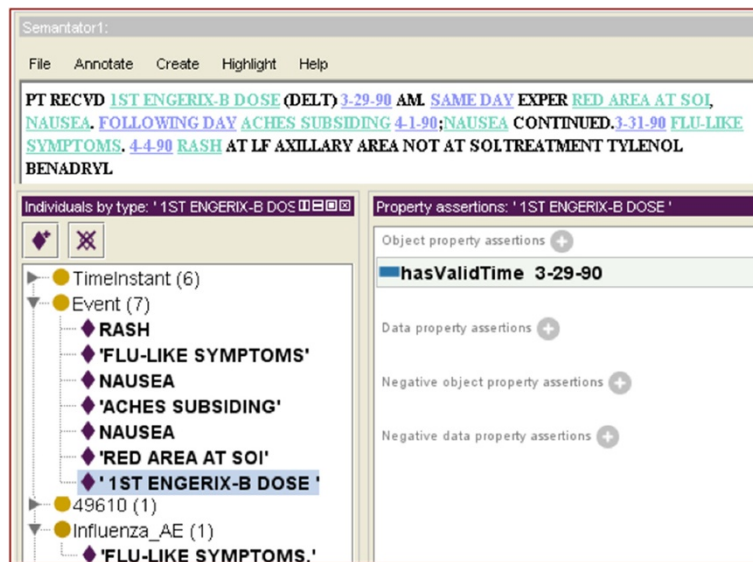 Semantator1:
File Annotate Create Highlight Help
PT RECVD 1ST ENGERIX-B DOSE (DELT) 3-29-90 AM. SAME DAY EXPER RED AREA AT SOI,
NAUSEA. FOLLOWING DAY ACHES SUBSIDING 4-1-90;NAUSEA CONTINUED.3-31-90 FLU-LIKE
SYMPTOMS. 4-4-90 RASH AT LF AXILLARY AREA NOT AT SOI.TREATMENT TYLENOL
BENADRYL
Individuals by type: ' 1ST ENGERIX-B DOS
Property assertions: ' 1ST ENGERIX-B DOSE '
TimeInstant (6)
Event (7)
RASH
'FLU-LIKE SYMPTOMS'
NAUSEA
'ACHES SUBSIDING'
NAUSEA
'RED AREA AT SOI'
' 1ST ENGERIX-B DOSE '
49610 (1)
Influenza_AE (1)
'FLU-LIKE SYMPTOMS.'
Object property assertions
hasValidTime 3-29-90
Data property assertions
Negative object property assertions
Negative data property assertions